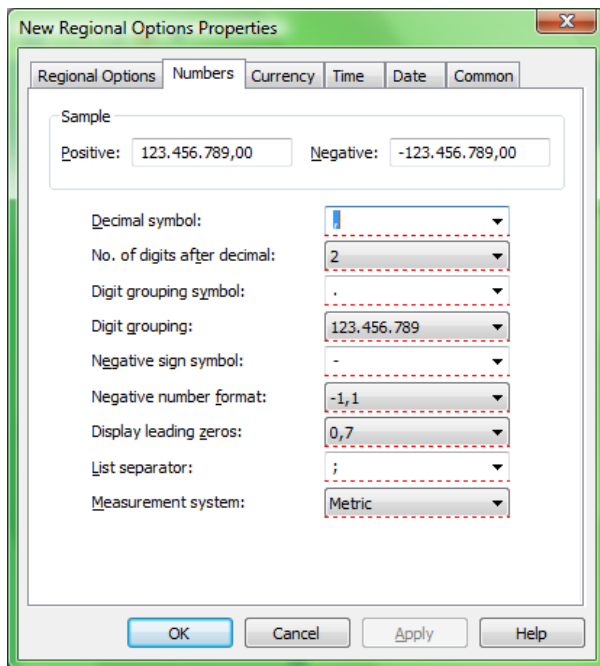 New Regional Options Properties
Regional Options Numbers Currency Time Date Common
Sample
Positive: 123.456.789,00 Negative: -123.456.789,00
Decimal symbol: ,
No. of digits after decimal: 2
Digit grouping symbol: .
Digit grouping: 123.456.789
Negative sign symbol: -
Negative number format: -1,1
Display leading zeros: 0,7
List separator: ;
Measurement system: Metric
OK Cancel Apply Help